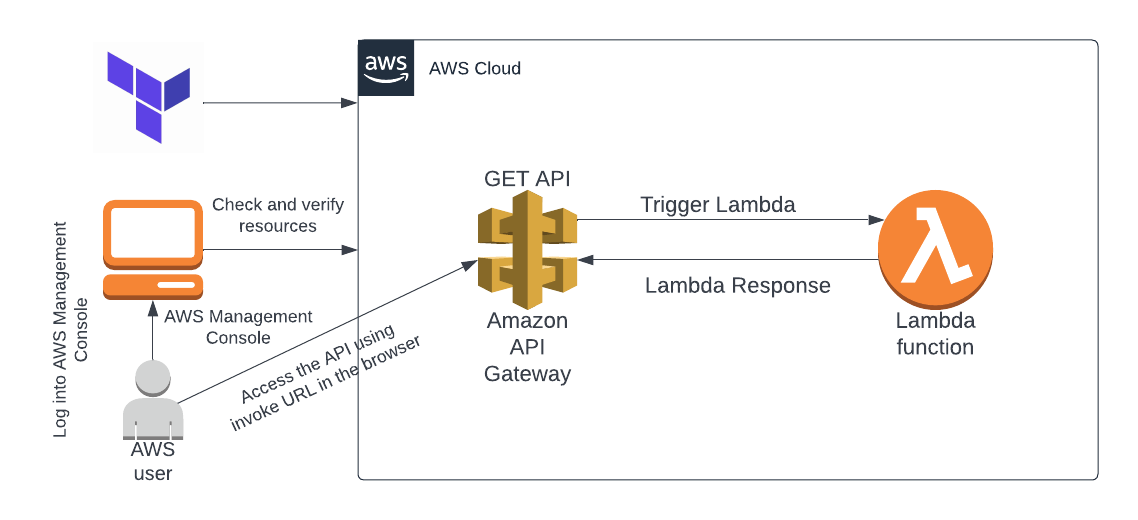 aws
AWS Cloud
GET API
Check and verify
resources
Trigger Lambda
Lambda Response
Log into AWS Management
Console
AWS Management
Console
Access the API using
invoke URL in the browser
Amazon
API
Gateway
Lambda
function
AWS
user